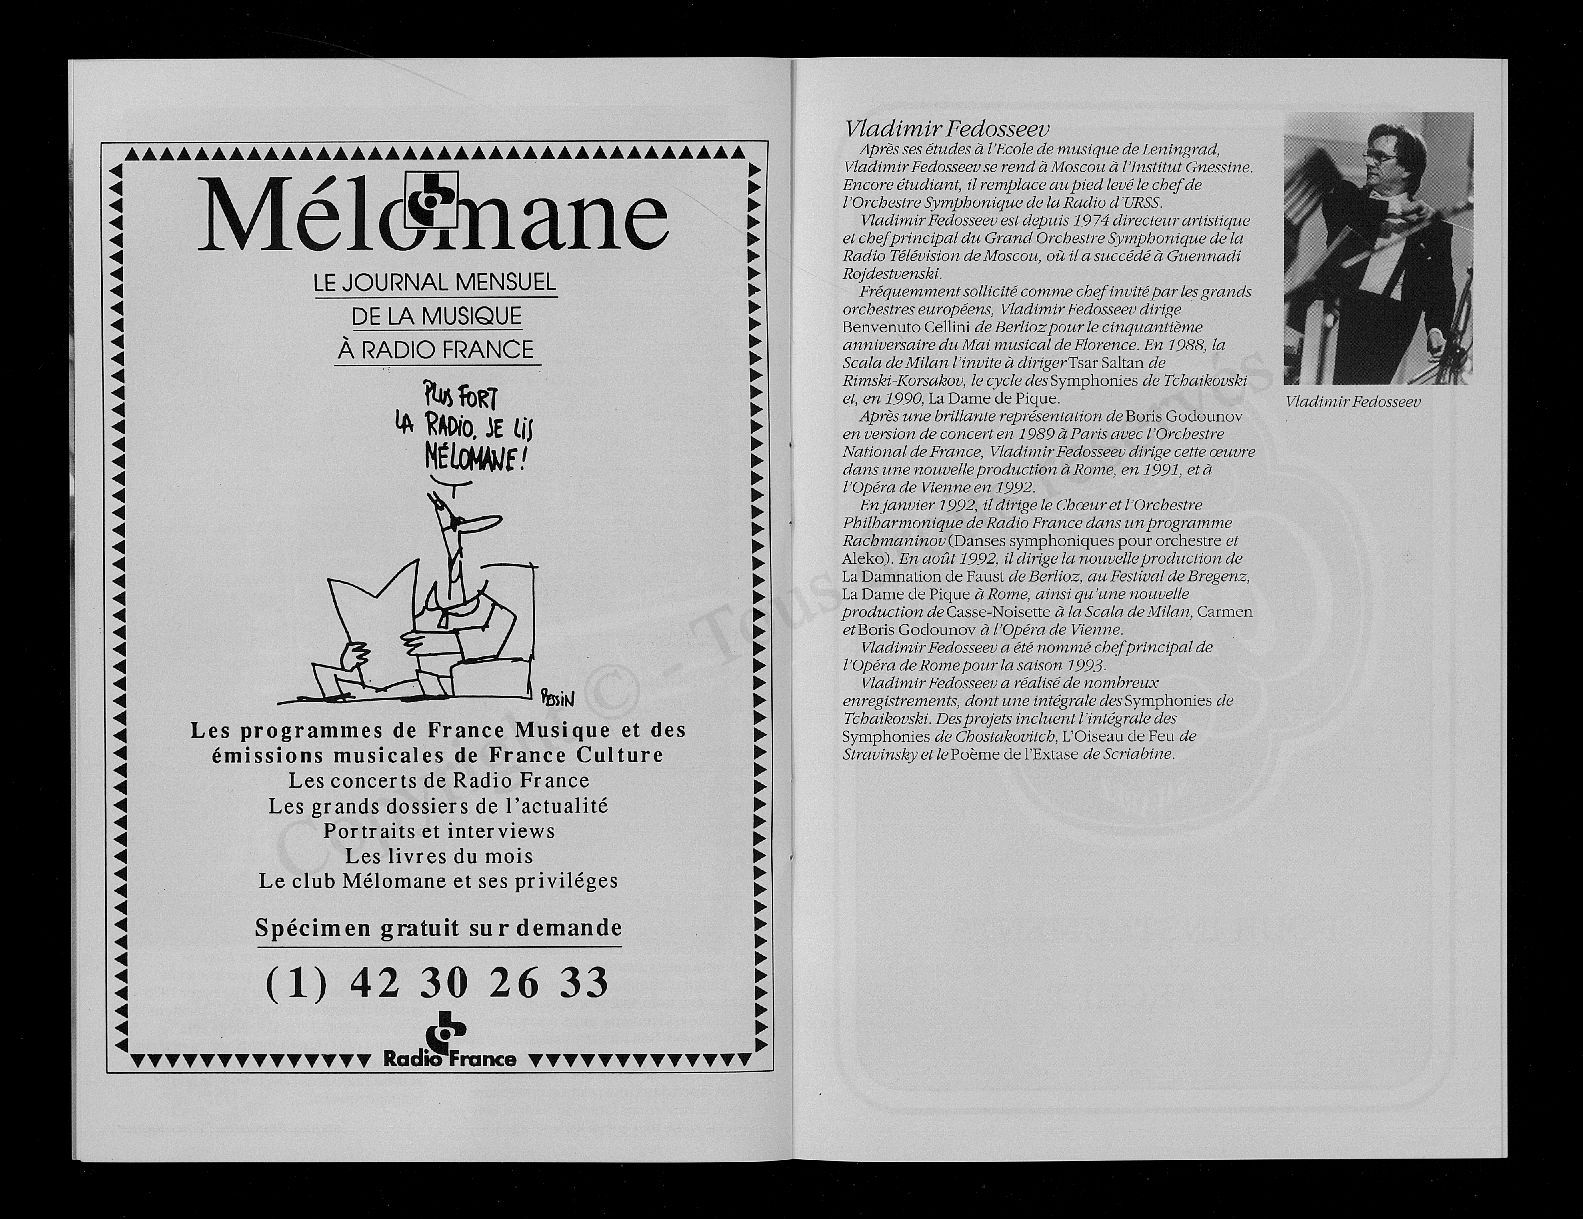 Mélomane
LE JOURNAL MENSUEL
DE LA MUSIQUE
À RADIO FRANCE
PLUS FORT
LA RADIO, JE LIS
MÉLOMANE !
PESSIN
Les programmes de France Musique et des
émissions musicales de France Culture
Les concerts de Radio France
Les grands dossiers de l'actualité
Portraits et interviews
Les livres du mois
Le club Mélomane et ses priviléges
Spécimen gratuit sur demande
(1) 42 30 26 33
Radio France
Vladimir Fedosseev
Après ses études à l'Ecole de musique de Leningrad,
Vladimir Fedosseev se rend à Moscou à l'Institut Gnessine.
Encore étudiant, il remplace au pied levé le chef de
l'Orchestre Symphonique de la Radio d'URSS.
Vladimir Fedosseev est depuis 1974 directeur artistique
et chef principal du Grand Orchestre Symphonique de la
Radio Télévision de Moscou, où il a succédé à Guennadi
Rojdestvenski.
Fréquemment sollicité comme chef invité par les grands
orchestres européens, Vladimir Fedosseev dirige
Benvenuto Cellini de Berlioz pour le cinquantième
anniversaire du Mai musical de Florence. En 1988, la
Scala de Milan l'invite à diriger Tsar Saltan de
Rimski-Korsakov, le cycle des Symphonies de Tchaikovski
et, en 1990, La Dame de Pique.
Après une brillante représentation de Boris Godounov
en version de concert en 1989 à Paris avec l'Orchestre
National de France, Vladimir Fedosseev dirige cette œuvre
dans une nouvelle production à Rome, en 1991, et à
l'Opéra de Vienne en 1992.
En janvier 1992, il dirige le Chœur et l'Orchestre
Philharmonique de Radio France dans un programme
Rachmaninov (Danses symphoniques pour orchestre et
Aleko). En août 1992, il dirige la nouvelle production de
La Damnation de Faust de Berlioz, au Festival de Bregenz,
La Dame de Pique à Rome, ainsi qu'une nouvelle
production de Casse-Noisette à la Scala de Milan, Carmen
et Boris Godounov à l'Opéra de Vienne.
Vladimir Fedosseev a été nommé chef principal de
l'Opéra de Rome pour la saison 1993.
Vladimir Fedosseev a réalisé de nombreux
enregistrements, dont une intégrale des Symphonies de
Tchaikovski. Des projets incluent l'intégrale des
Symphonies de Chostakovitch, L'Oiseau de Feu de
Stravinsky et le Poème de l'Extase de Scriabine.
Vladimir Fedosseev
Copyright © - Tous droits réservés